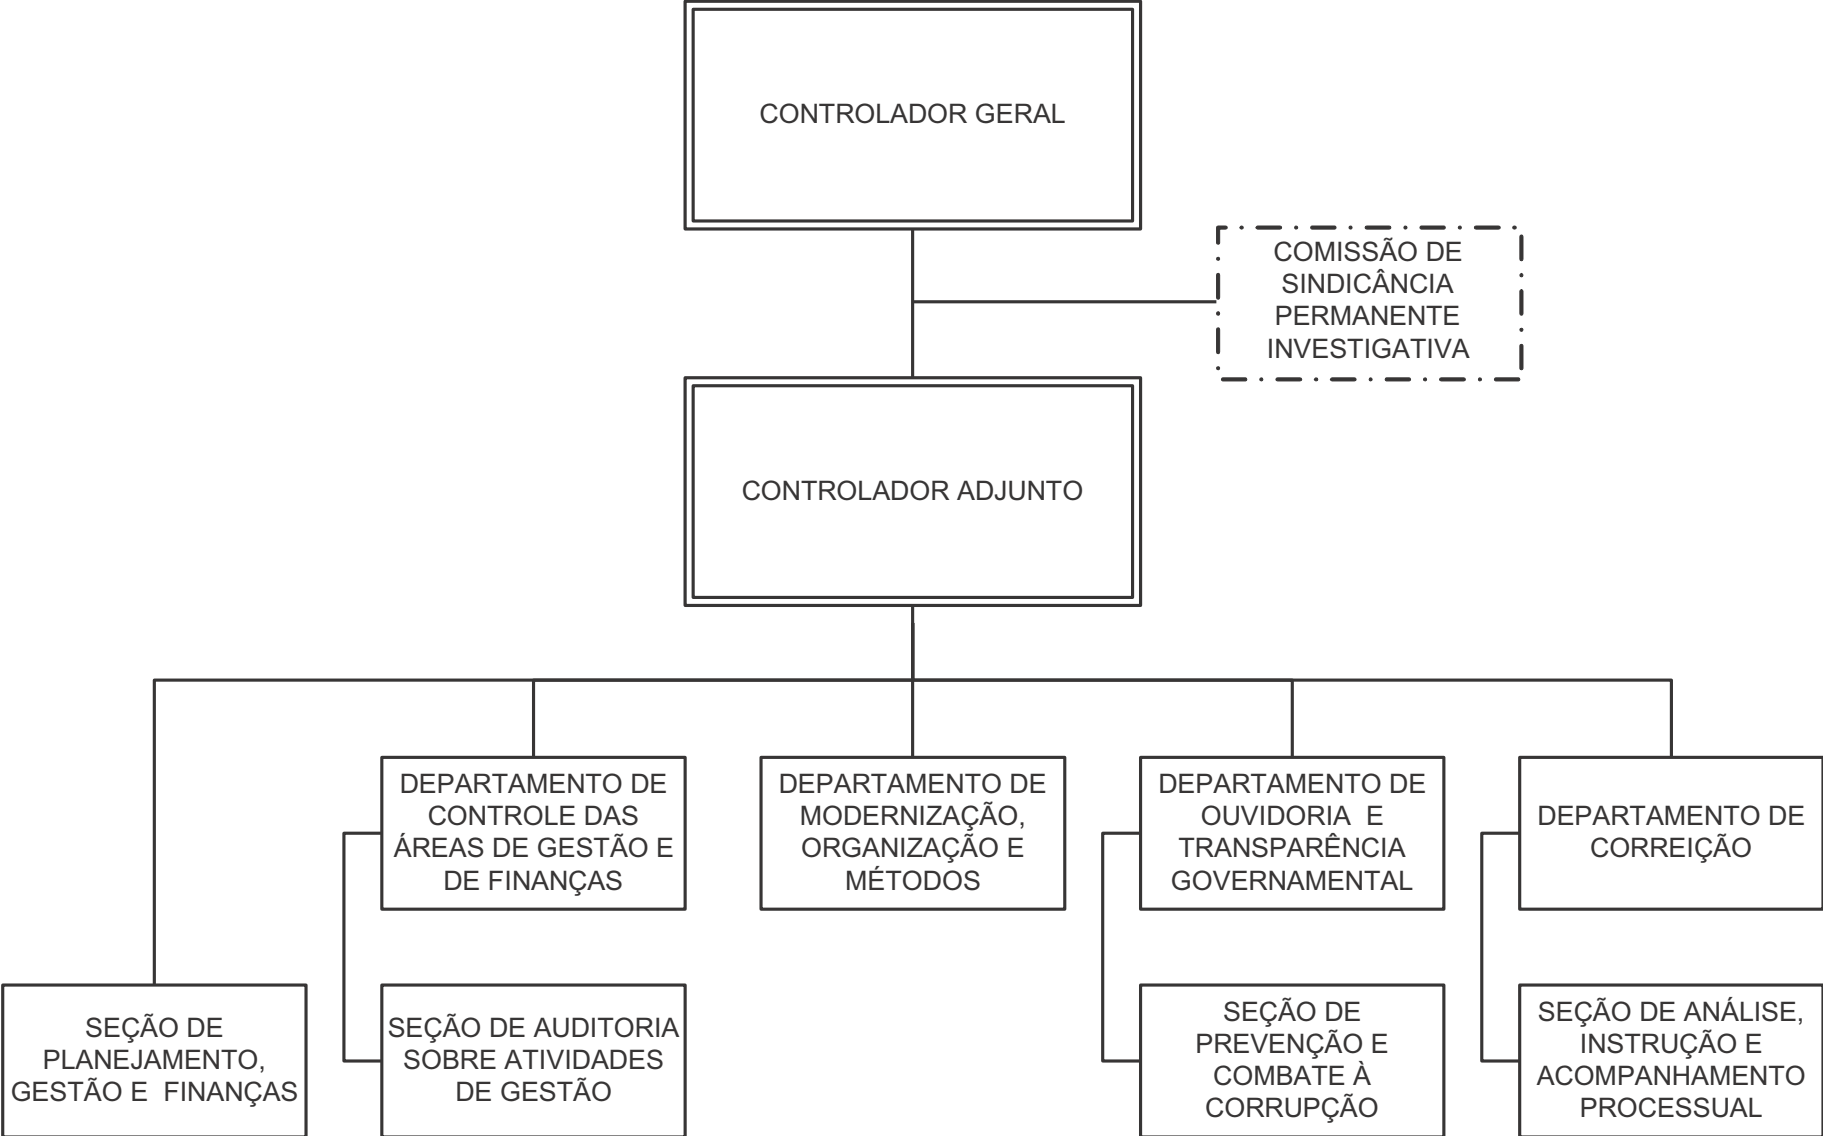 CONTROLADOR GERAL
COMISSÃO DE
SINDICÂNCIA
PERMANENTE
INVESTIGATIVA
CONTROLADOR ADJUNTO
DEPARTAMENTO DE
CONTROLE DAS
ÁREAS DE GESTÃO E
DE FINANÇAS
DEPARTAMENTO DE
MODERNIZAÇÃO,
ORGANIZAÇÃO E
MÉTODOS
DEPARTAMENTO DE
OUVIDORIA E
TRANSPARÊNCIA
GOVERNAMENTAL
DEPARTAMENTO DE
CORREIÇÃO
SEÇÃO DE
PLANEJAMENTO,
GESTÃO E FINANÇAS
SEÇÃO DE AUDITORIA
SOBRE ATIVIDADES
DE GESTÃO
SEÇÃO DE
PREVENÇÃO E
COMBATE À
CORRUPÇÃO
SEÇÃO DE ANÁLISE,
INSTRUÇÃO E
ACOMPANHAMENTO
PROCESSUAL